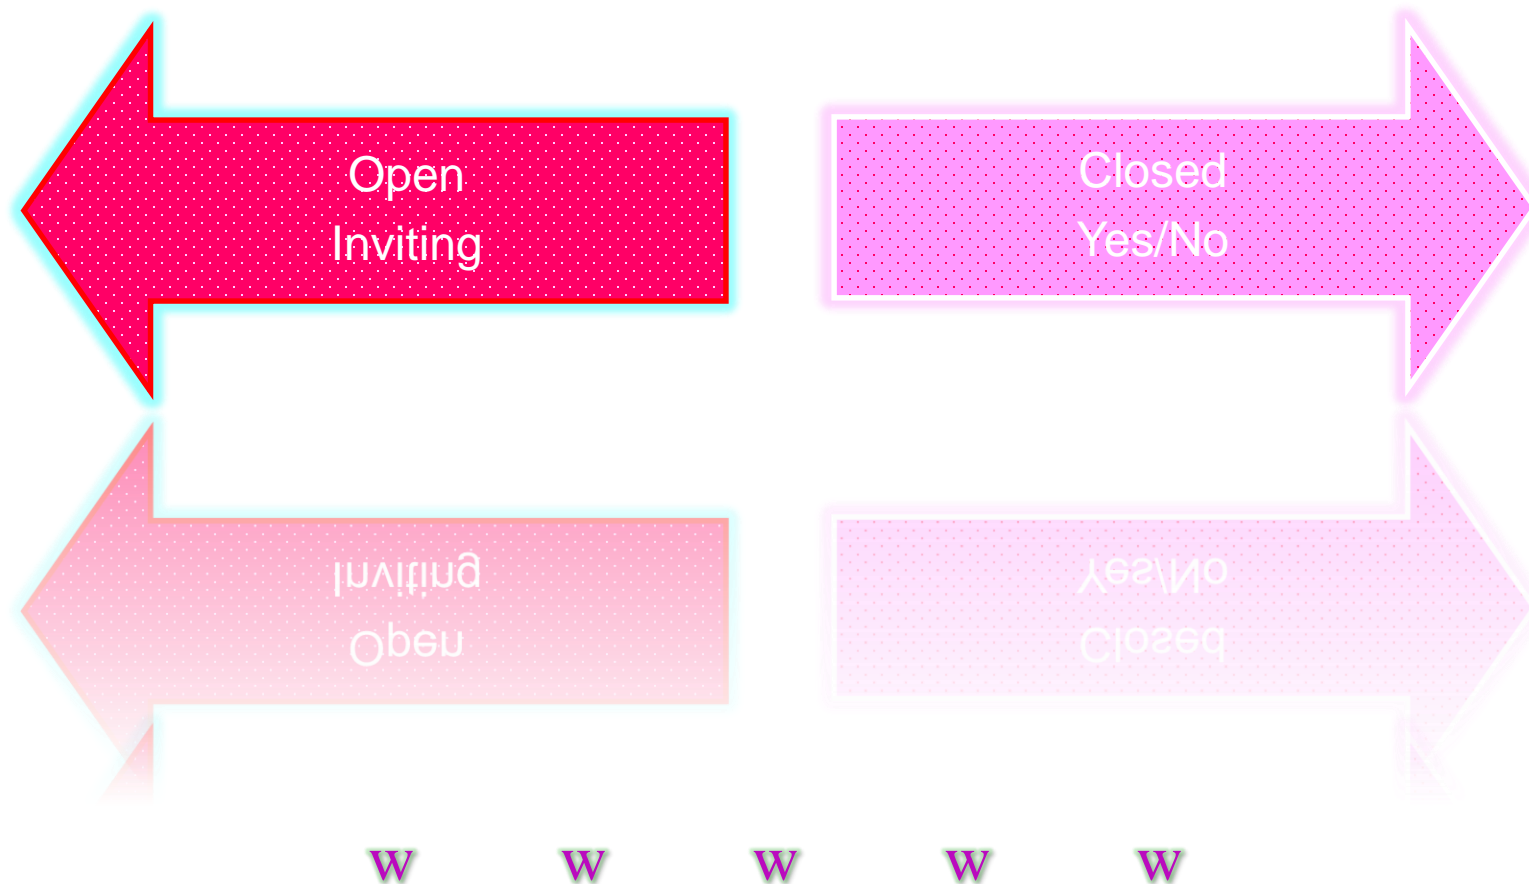 Open
Inviting
Closed
Yes/No
w w w w w